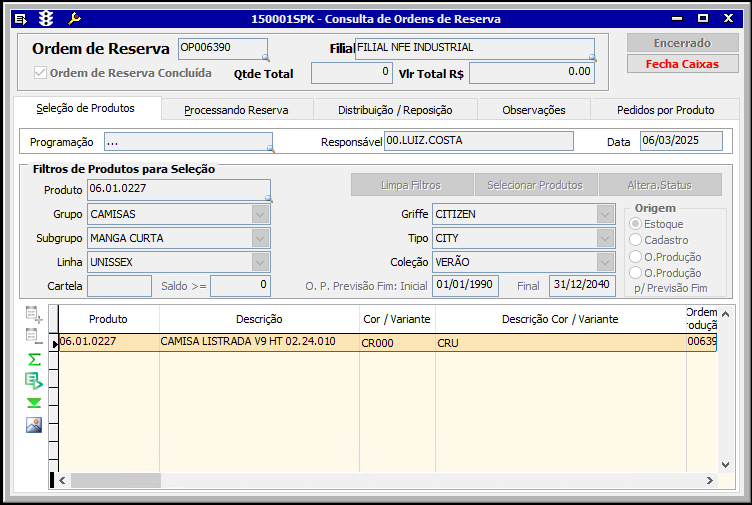 150001SPK - Consulta de Ordens de Reserva
Ordem de Reserva OP006390 Filial FILIAL NFE INDUSTRIAL Encerrado
Ordem de Reserva Concluída Qtde Total 0 Vlr Total R$ 0.00 Fecha Caixas
Seleção de Produtos Processando Reserva Distribuição / Reposição Observações Pedidos por Produto
Programação ... Responsável 00.LUIZ.COSTA Data 06/03/2025
Filtros de Produtos para Seleção
Produto 06.01.0227 Limpa Filtros Selecionar Produtos Altera.Status
Grupo CAMISAS Griffe CITIZEN Origem
Estoque
Subgrupo MANGA CURTA Tipo CITY Cadastro
Linha UNISSEX Coleção VERÃO O.Produção
O.Produção
Cartela Saldo >= 0 O. P. Previsão Fim: Inicial 01/01/1990 Final 31/12/2040 p/ Previsão Fim
Produto Descrição Cor / Variante Descrição Cor / Variante Ordem
roduçã
06.01.0227 CAMISA LISTRADA V9 HT 02.24.010 CR000 CRU 00639